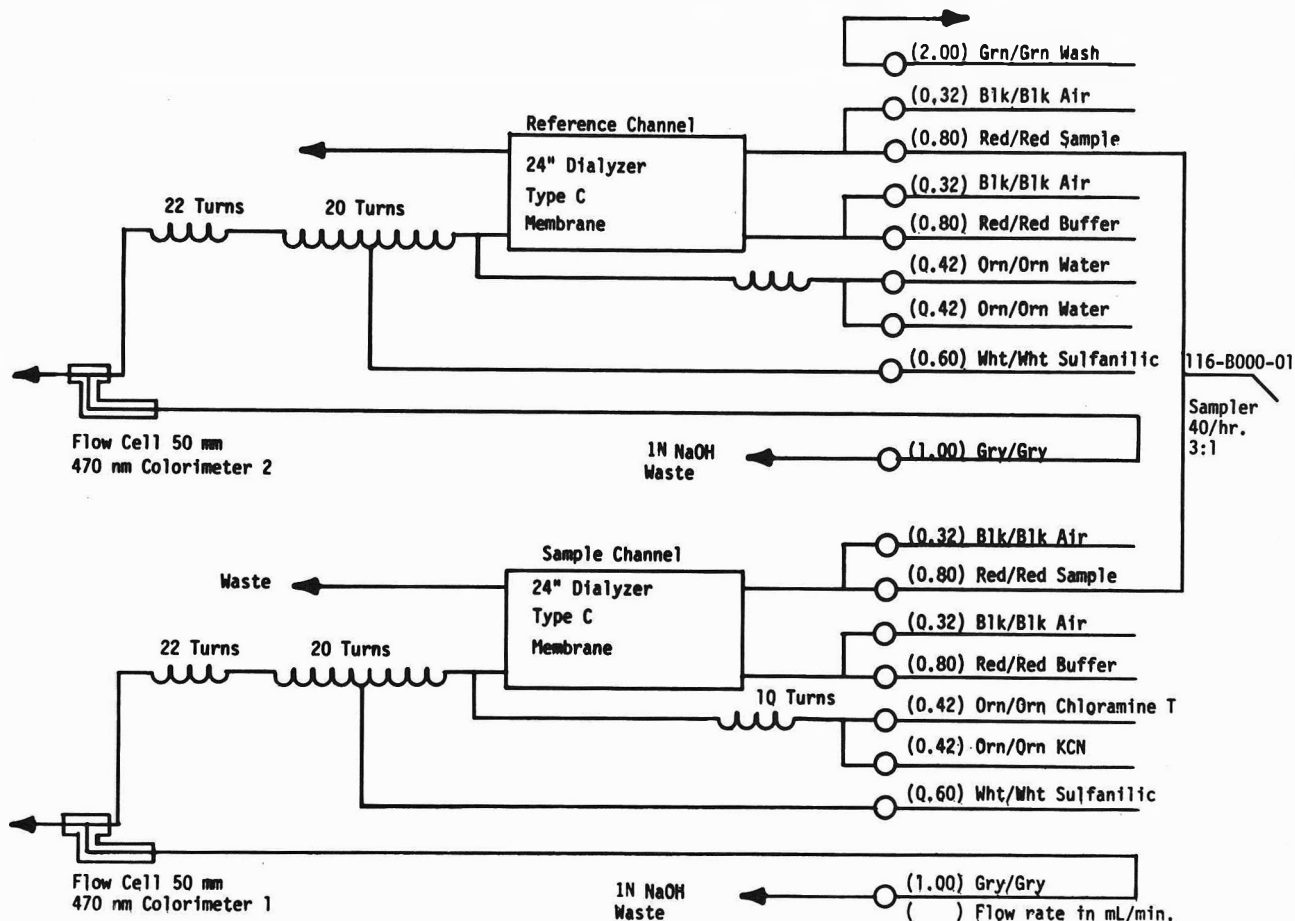 (2.00) Grn/Grn Wash
(0,32) Blk/Blk Air
Reference Channel
(0.80) Red/Red Sample
24" Dialyzer
Type C
Membrane
(0.32) Blk/Blk Air
22 Turns
20 Turns
(0.80) Red/Red Buffer
(0.42) Orn/Orn Water
(0.42) Orn/Orn Water
(0.60) Wht/Wht Sulfanilic
116-B000-01
Sampler
40/hr.
3:1
Flow Cell 50 mm
470 nm Colorimeter 2
1N NaOH
Waste
(1.00) Gry/Gry
(0.32) Blk/Blk Air
Sample Channel
Waste
(0.80) Red/Red Sample
24" Dialyzer
Type C
Membrane
(0.32) Blk/Blk Air
22 Turns
20 Turns
(0.80) Red/Red Buffer
10 Turns
(0.42) Orn/Orn Chloramine T
(0.42) Orn/Orn KCN
(0.60) Wht/Wht Sulfanilic
Flow Cell 50 mm
470 nm Colorimeter 1
1N NaOH
Waste
(1.00) Gry/Gry
( ) Flow rate in mL/min.